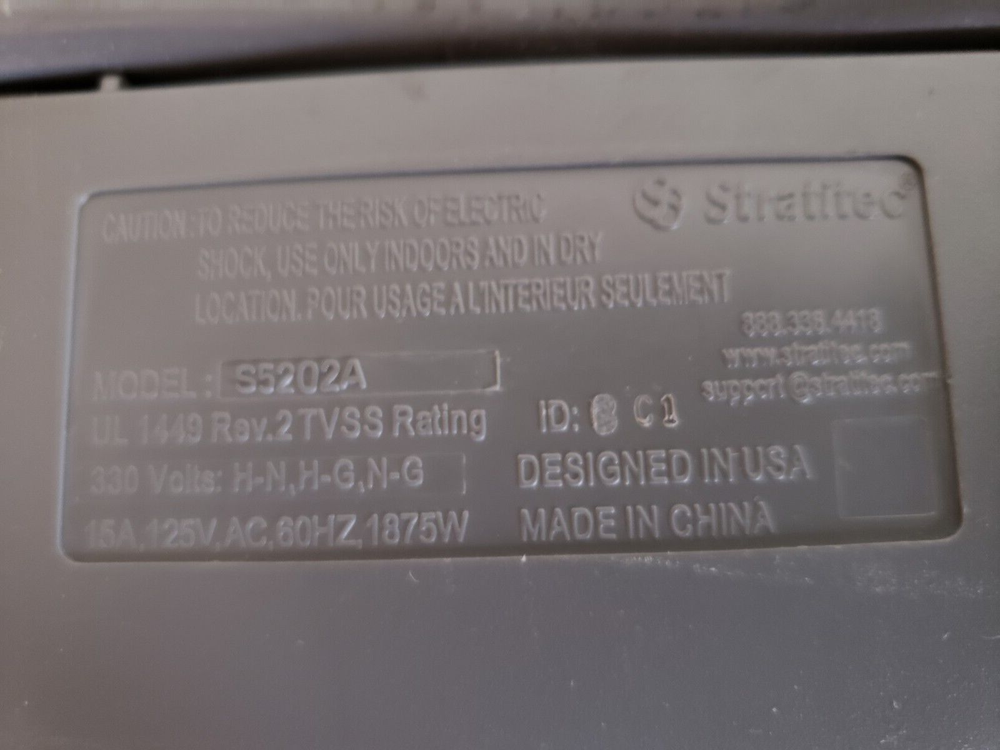 CAUTION :TO REDUCE THE RISK OF ELECTRIC
SHOCK, USE ONLY INDOORS AND IN DRY
LOCATION. POUR USAGE A L'INTERIEUR SEULEMENT
Stratitec®
www.stratitec.com
support@stratitec.com
MODEL : S5202A
UL 1449 Rev.2 TVSS Rating
330 Volts: H-N,H-G,N-G
15A,125V,AC,60HZ,1875W
ID: C1
DESIGNED IN USA
MADE IN CHINA